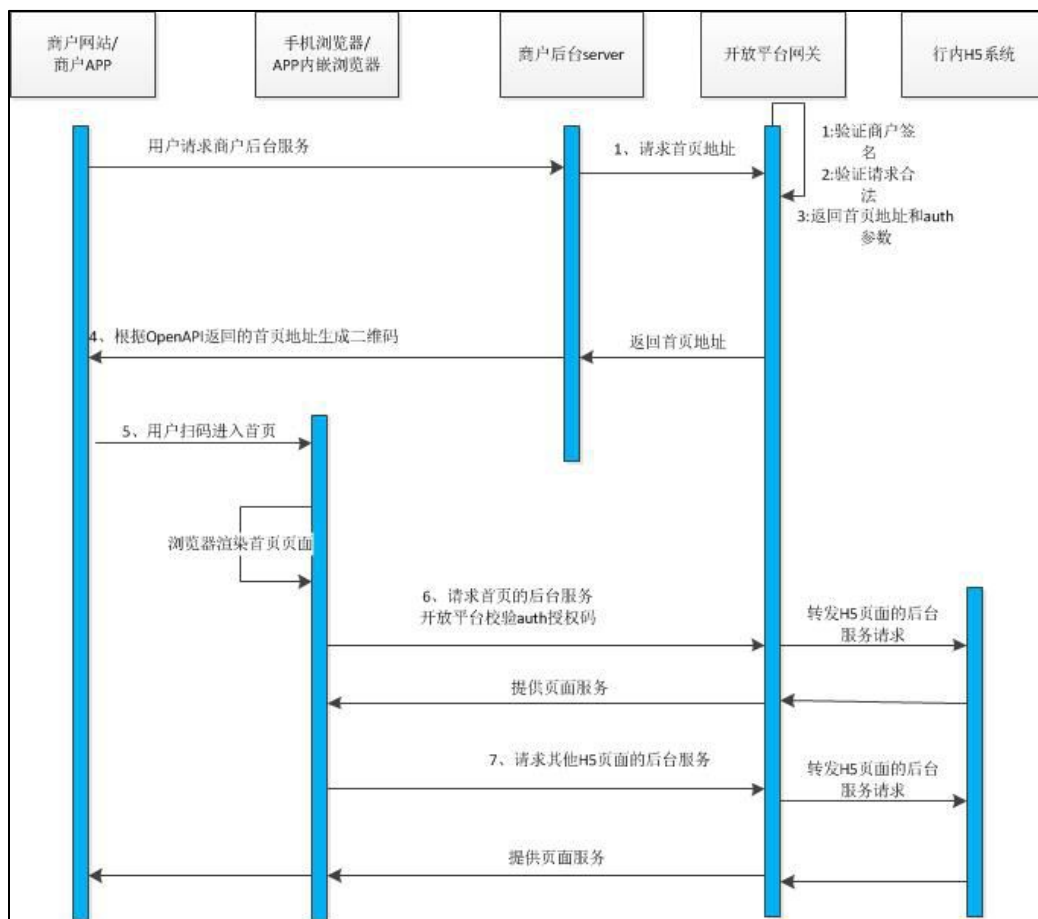 商户网站/
商户APP
手机浏览器/
APP内嵌浏览器
商户后台server
开放平台网关
行内H5系统
用户请求商户后台服务
1、请求首页地址
1:验证商户签
名
2:验证请求合
法
3:返回首页地址和auth
参数
4、根据OpenAPI返回的首页地址生成二维码
返回首页地址
5、用户扫码进入首页
浏览器渲染首页页面
6、请求首页的后台服务
开放平台校验auth授权码
转发H5页面的后台
服务请求
提供页面服务
7、请求其他H5页面的后台服务
转发H5页面的后台
服务请求
提供页面服务